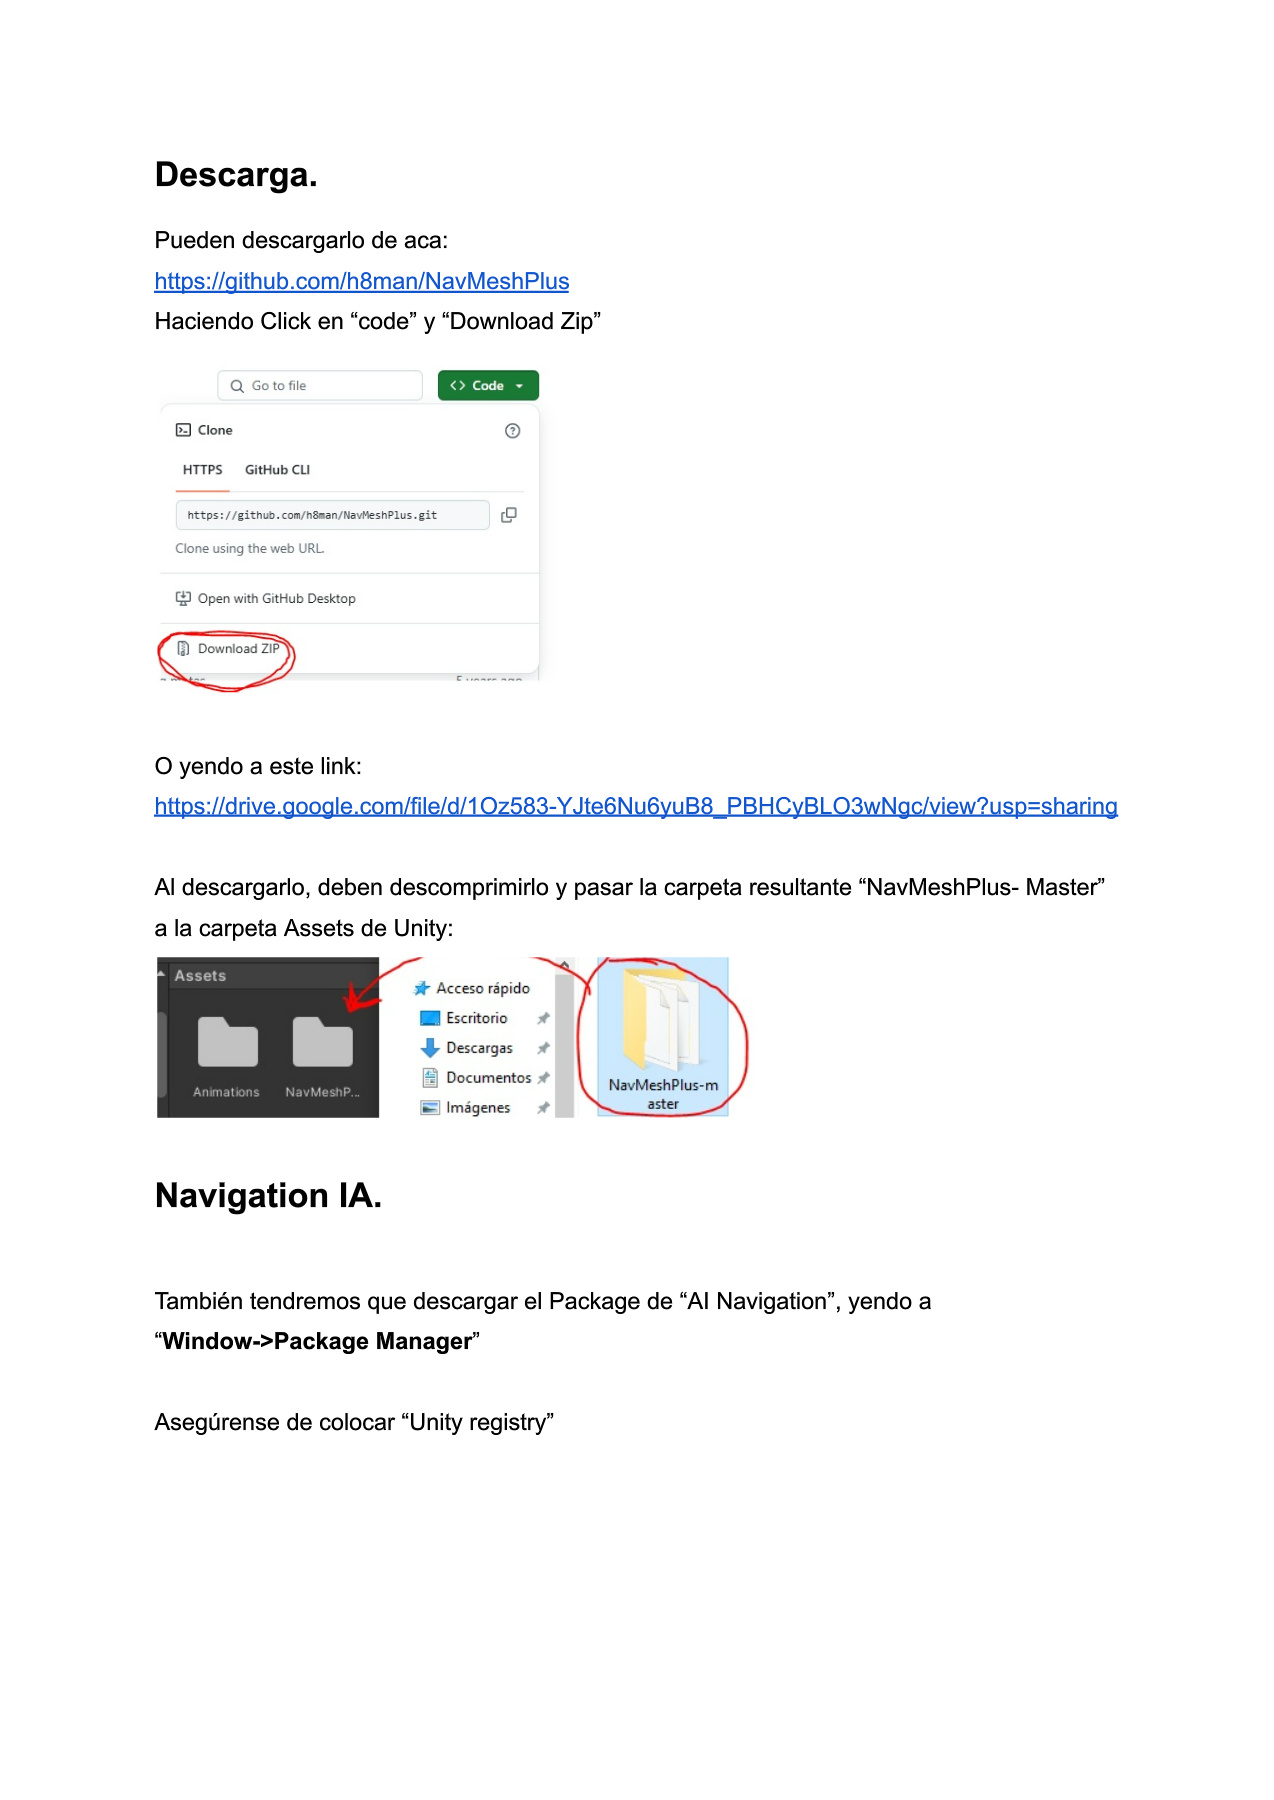 Descarga.
Pueden descargarlo de aca:
https://github.com/h8man/NavMeshPlus
Haciendo Click en “code” y “Download Zip”
Go to file
<> Code
Clone
HTTPS GitHub CLI
https://github.com/h8man/NavMeshPlus.git
Clone using the web URL.
Open with GitHub Desktop
Download ZIP
5 years ago
O yendo a este link:
https://drive.google.com/file/d/1Oz583-YJte6Nu6yuB8_PBHCyBLO3wNgc/view?usp=sharing
Al descargarlo, deben descomprimirlo y pasar la carpeta resultante “NavMeshPlus- Master”
a la carpeta Assets de Unity:
Assets
Animations NavMeshP...
Acceso rápido
Escritorio
Descargas
Documentos
Imágenes
NavMeshPlus-m
aster
Navigation IA.
También tendremos que descargar el Package de “AI Navigation”, yendo a
“Window->Package Manager”
Asegúrense de colocar “Unity registry”